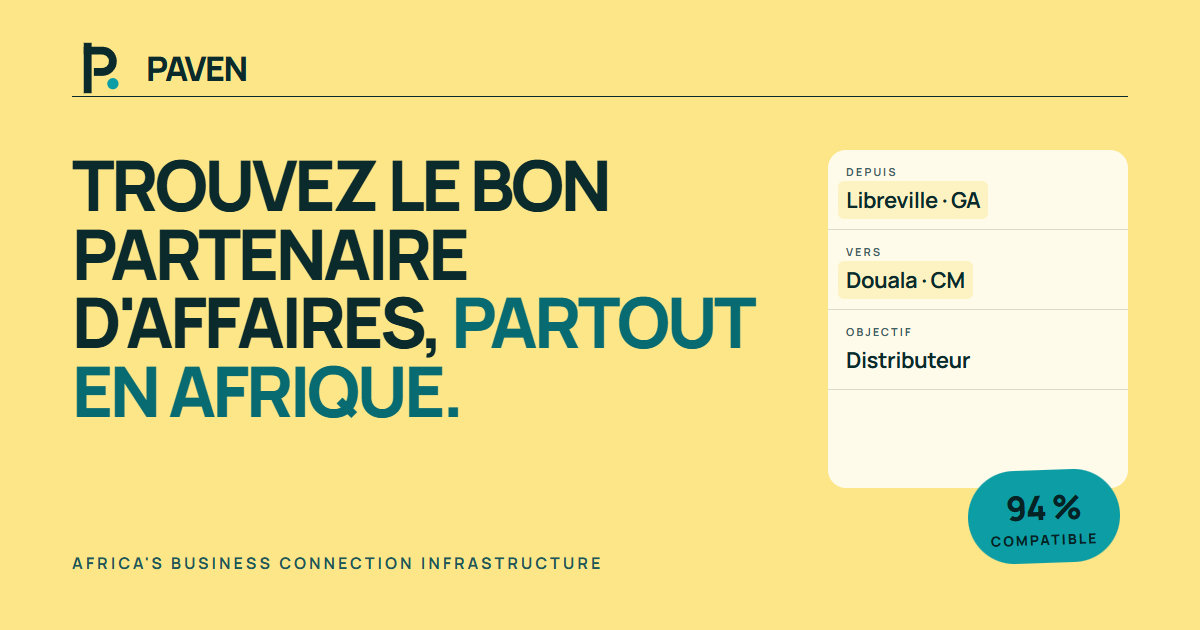 PAVEN
TROUVEZ LE BON
PARTENAIRE
D'AFFAIRES, PARTOUT
EN AFRIQUE.
DEPUIS
Libreville · GA
VERS
Douala · CM
OBJECTIF
Distributeur
94 %
COMPATIBLE
AFRICA'S BUSINESS CONNECTION INFRASTRUCTURE